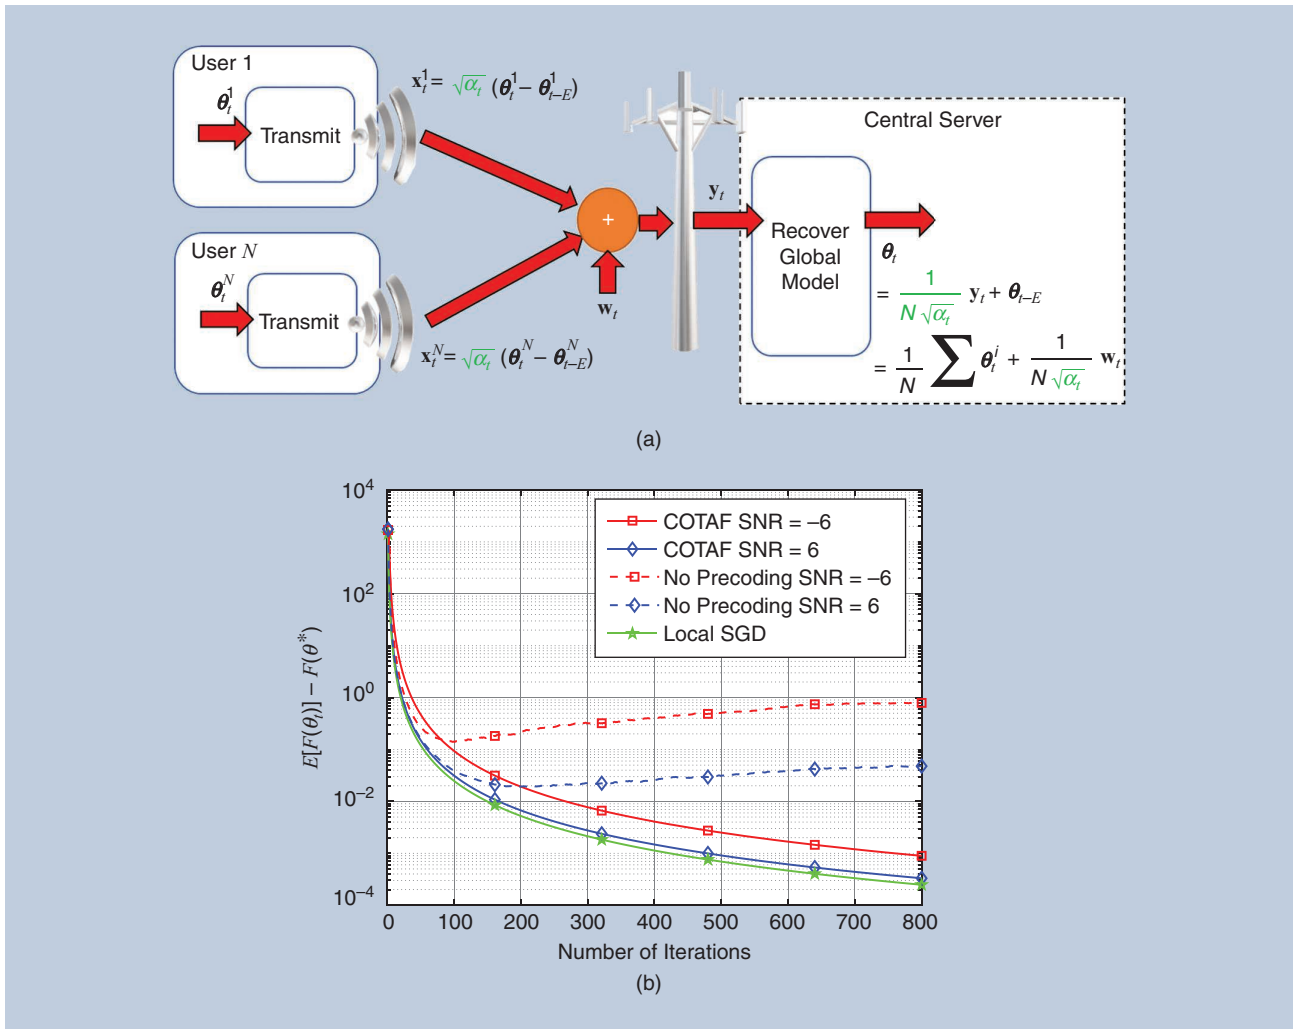 User 1
θ_t^1
Transmit
x_t^1 = √α_t (θ_t^1 − θ_{t−E}^1)
User N
θ_t^N
Transmit
x_t^N = √α_t (θ_t^N − θ_{t−E}^N)
+
w_t
y_t
Central Server
Recover
Global
Model
θ_t
= 1/(N√α_t) y_t + θ_{t−E}
= 1/N ∑ θ_t^i + 1/(N√α_t) w_t
(a)
10^4
10^2
10^0
10^−2
10^−4
E[F(θ_t)] − F(θ*)
COTAF SNR = −6
COTAF SNR = 6
No Precoding SNR = −6
No Precoding SNR = 6
Local SGD
0 100 200 300 400 500 600 700 800
Number of Iterations
(b)